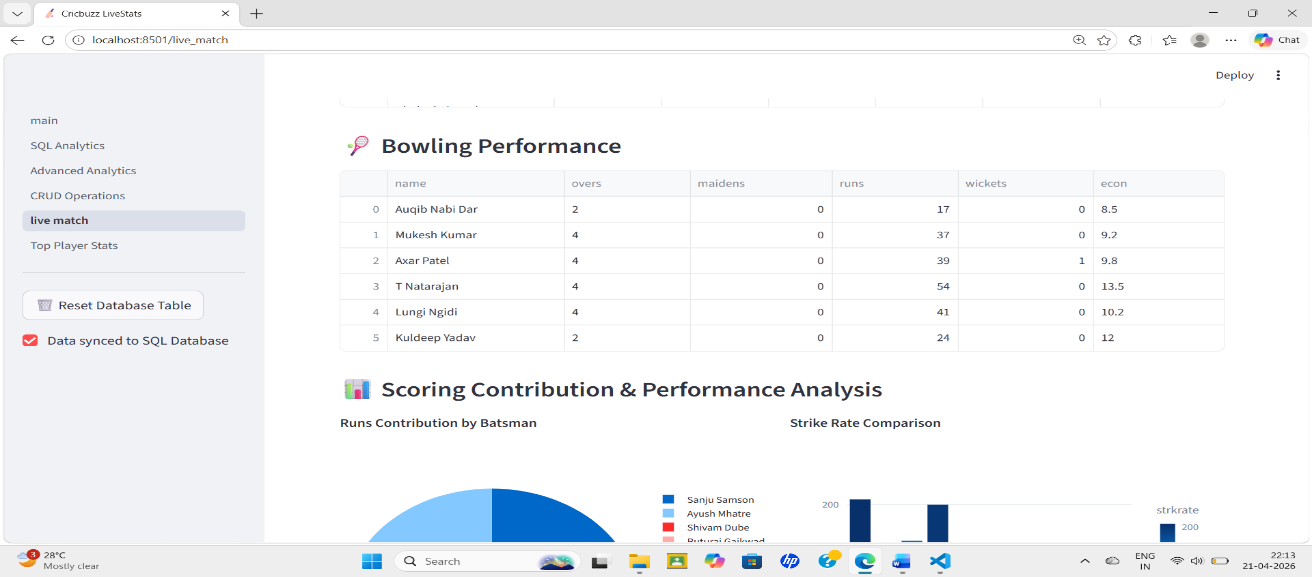 Cricbuzz LiveStats
localhost:8501/live_match
Chat
Deploy
main
SQL Analytics
Advanced Analytics
CRUD Operations
live match
Top Player Stats
Reset Database Table
Data synced to SQL Database
Bowling Performance
name overs maidens runs wickets econ
0 Auqib Nabi Dar 2 0 17 0 8.5
1 Mukesh Kumar 4 0 37 0 9.2
2 Axar Patel 4 0 39 1 9.8
3 T Natarajan 4 0 54 0 13.5
4 Lungi Ngidi 4 0 41 0 10.2
5 Kuldeep Yadav 2 0 24 0 12
Scoring Contribution & Performance Analysis
Runs Contribution by Batsman
Strike Rate Comparison
Sanju Samson
Ayush Mhatre
Shivam Dube
Ruturaj Gaikwad
200
strkrate
200
3
28°C
Mostly clear
Search
hp
ENG
IN
22:13
21-04-2026